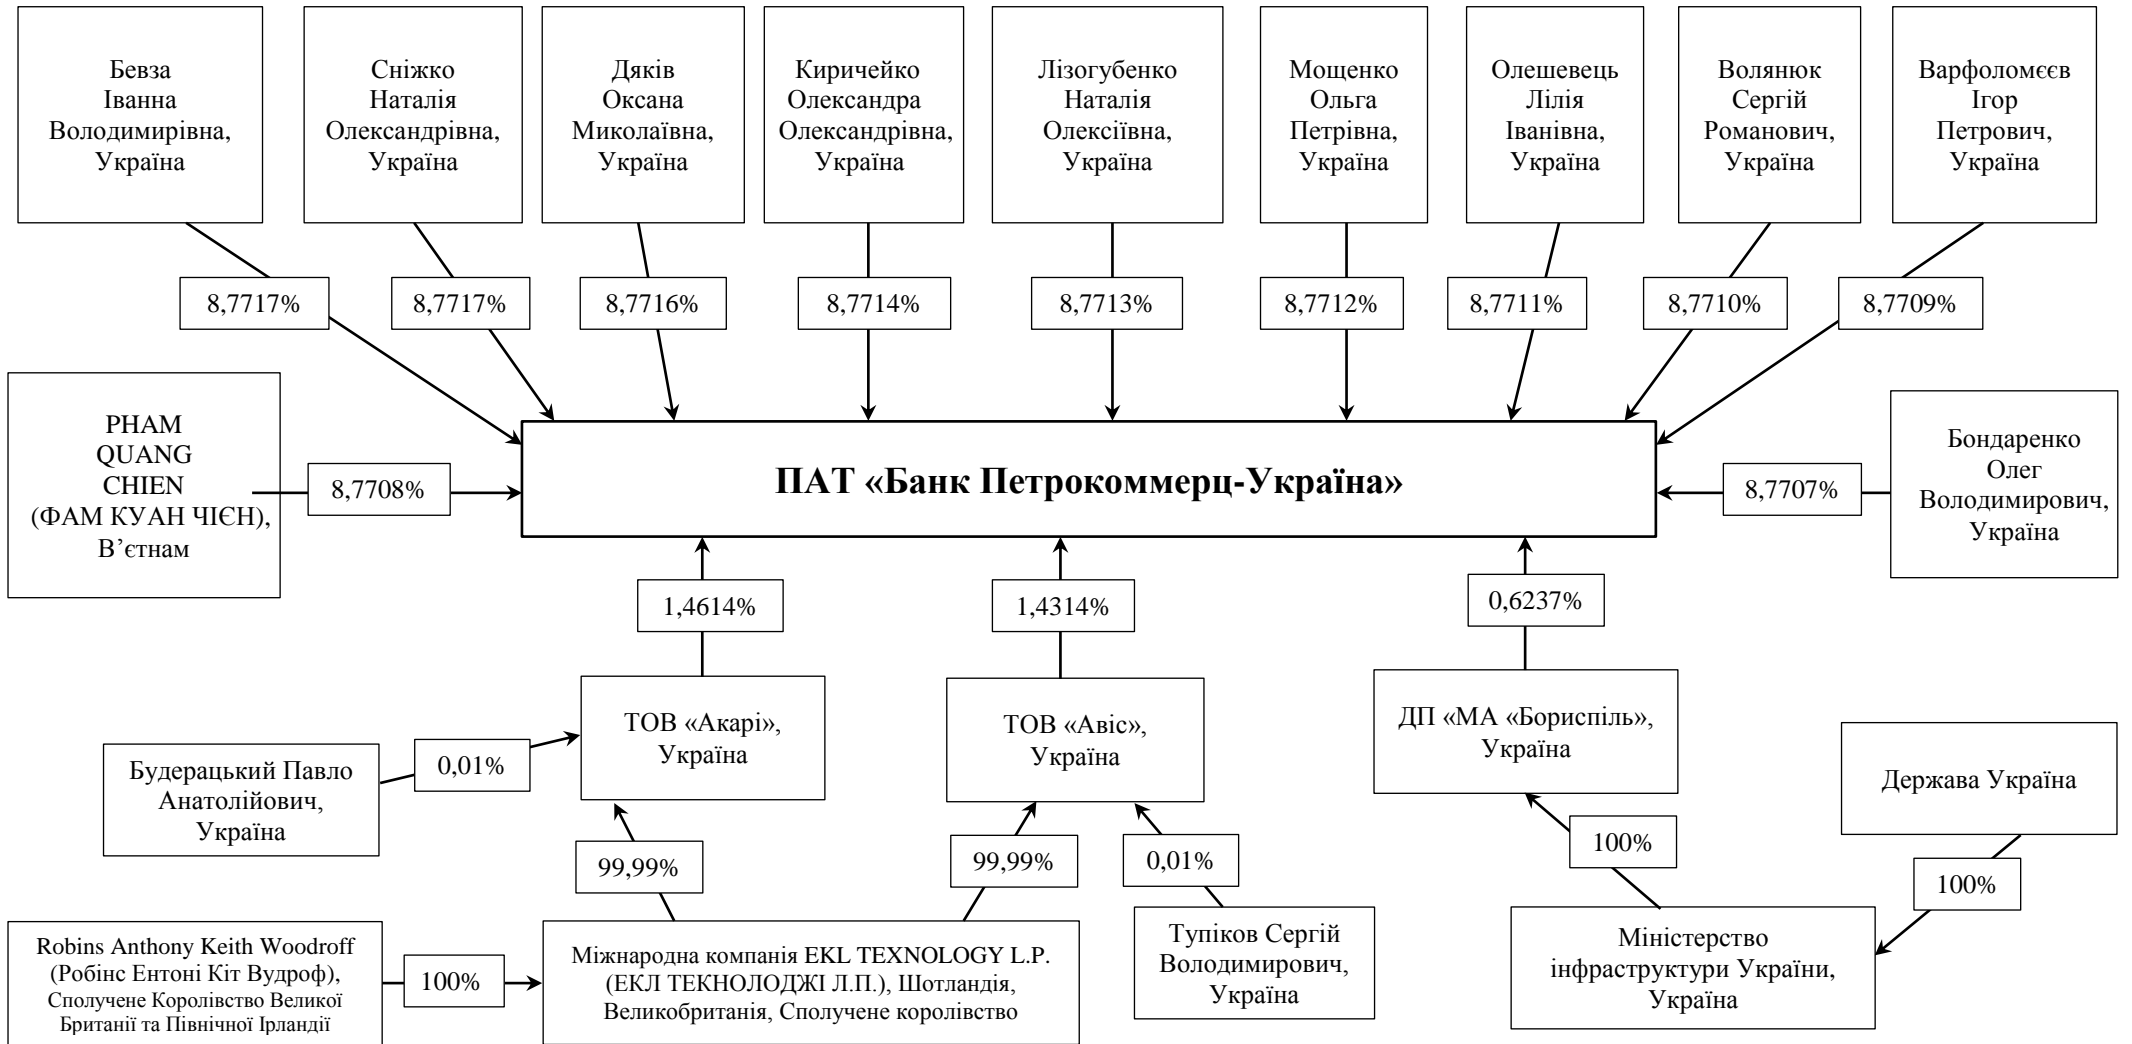 Бевза
Іванна
Володимирівна,
Україна
Сніжко
Наталія
Олександрівна,
Україна
Дяків
Оксана
Миколаївна,
Україна
Киричейко
Олександра
Олександрівна,
Україна
Лізогубенко
Наталія
Олексіївна,
Україна
Мощенко
Ольга
Петрівна,
Україна
Олешевець
Лілія
Іванівна,
Україна
Волянюк
Сергій
Романович,
Україна
Варфоломєєв
Ігор
Петрович,
Україна
8,7717%
8,7717%
8,7716%
8,7714%
8,7713%
8,7712%
8,7711%
8,7710%
8,7709%
PHAM
QUANG
CHIEN
(ФАМ КУАН ЧІЄН),
В’єтнам
8,7708%
ПАТ «Банк Петрокоммерц-Україна»
8,7707%
Бондаренко
Олег
Володимирович,
Україна
1,4614%
1,4314%
0,6237%
ТОВ «Акарі»,
Україна
ТОВ «Авіс»,
Україна
ДП «МА «Бориспіль»,
Україна
Будерацький Павло
Анатолійович,
Україна
0,01%
Держава Україна
99,99%
99,99%
0,01%
100%
100%
Robins Anthony Keith Woodroff
(Робінс Ентоні Кіт Вудроф),
Сполучене Королівство Великої
Британії та Північної Ірландії
100%
Міжнародна компанія EKL TEXNOLOGY L.P.
(ЕКЛ ТЕКНОЛОДЖІ Л.П.), Шотландія,
Великобританія, Сполучене королівство
Тупіков Сергій
Володимирович,
Україна
Міністерство
інфраструктури України,
Україна